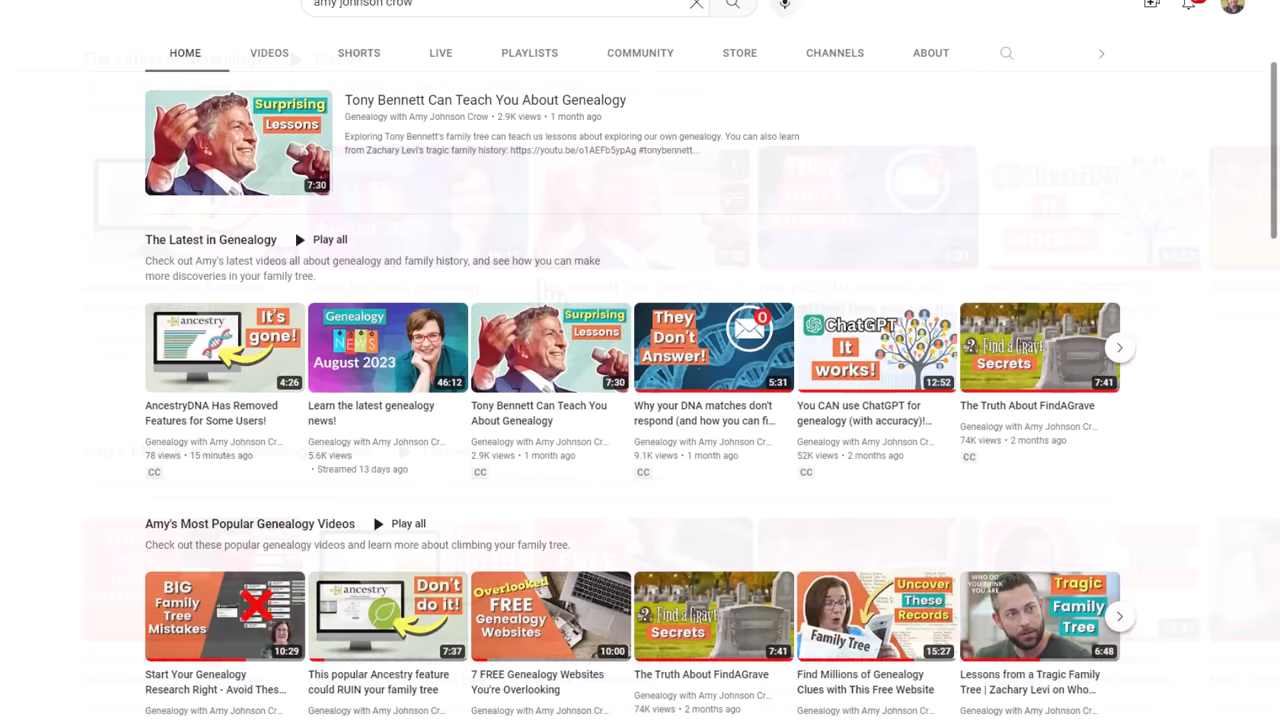 amy johnson crow
HOME
VIDEOS
SHORTS
LIVE
PLAYLISTS
COMMUNITY
STORE
CHANNELS
ABOUT
Surprising
Lessons
7:30
Tony Bennett Can Teach You About Genealogy
Genealogy with Amy Johnson Crow • 2.9K views • 1 month ago
Exploring Tony Bennett's family tree can teach us lessons about exploring our own genealogy. You can also learn
from Zachary Levi's tragic family history: https://youtu.be/o1AEFb5ypAg #tonybennett...
The Latest in Genealogy
Play all
Check out Amy's latest videos all about genealogy and family history, and see how you can make
more discoveries in your family tree.
ancestry
It's
gone!
4:26
AncestryDNA Has Removed
Features for Some Users!
Genealogy with Amy Johnson Cr...
78 views • 15 minutes ago
CC
Genealogy
NEWS
August 2023
46:12
Learn the latest genealogy
news!
Genealogy with Amy Johnson Cr...
5.6K views
• Streamed 13 days ago
Surprising
Lessons
7:30
Tony Bennett Can Teach You
About Genealogy
Genealogy with Amy Johnson Cr...
2.9K views • 1 month ago
CC
They
Don't
Answer!
0
5:31
Why your DNA matches don't
respond (and how you can fi...
Genealogy with Amy Johnson Cr...
9.1K views • 1 month ago
CC
ChatGPT
It
works!
12:52
You CAN use ChatGPT for
genealogy (with accuracy)!...
Genealogy with Amy Johnson Cr...
52K views • 2 months ago
CC
Find a Grave
Secrets
7:41
The Truth About FindAGrave
Genealogy with Amy Johnson Cr...
74K views • 2 months ago
CC
Amy's Most Popular Genealogy Videos
Play all
Check out these popular genealogy videos and learn more about climbing your family tree.
BIG
Family
Tree
Mistakes
10:29
Start Your Genealogy
Research Right - Avoid Thes...
Genealogy with Amy Johnson Cr...
ancestry
Don't
do it!
7:37
This popular Ancestry feature
could RUIN your family tree
Genealogy with Amy Johnson Cr...
Overlooked
FREE
Genealogy
Websites
10:00
7 FREE Genealogy Websites
You're Overlooking
Genealogy with Amy Johnson Cr...
Find a Grave
Secrets
7:41
The Truth About FindAGrave
Genealogy with Amy Johnson Cr...
74K views • 2 months ago
Uncover
These
Records
Family Tree
15:27
Find Millions of Genealogy
Clues with This Free Website
Genealogy with Amy Johnson Cr...
WHO DO YOU THINK
YOU ARE
Tragic
Family
Tree
6:48
Lessons from a Tragic Family
Tree | Zachary Levi on Who...
Genealogy with Amy Johnson Cr...